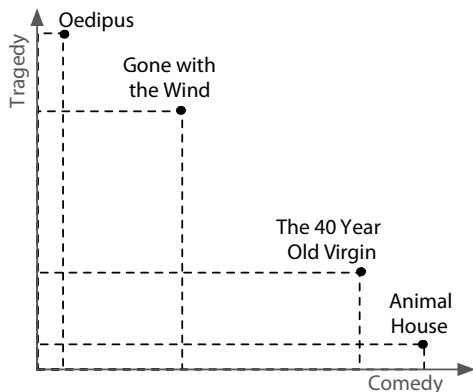 Oedipus
Tragedy
Gone with
the Wind
The 40 Year
Old Virgin
Animal
House
Comedy